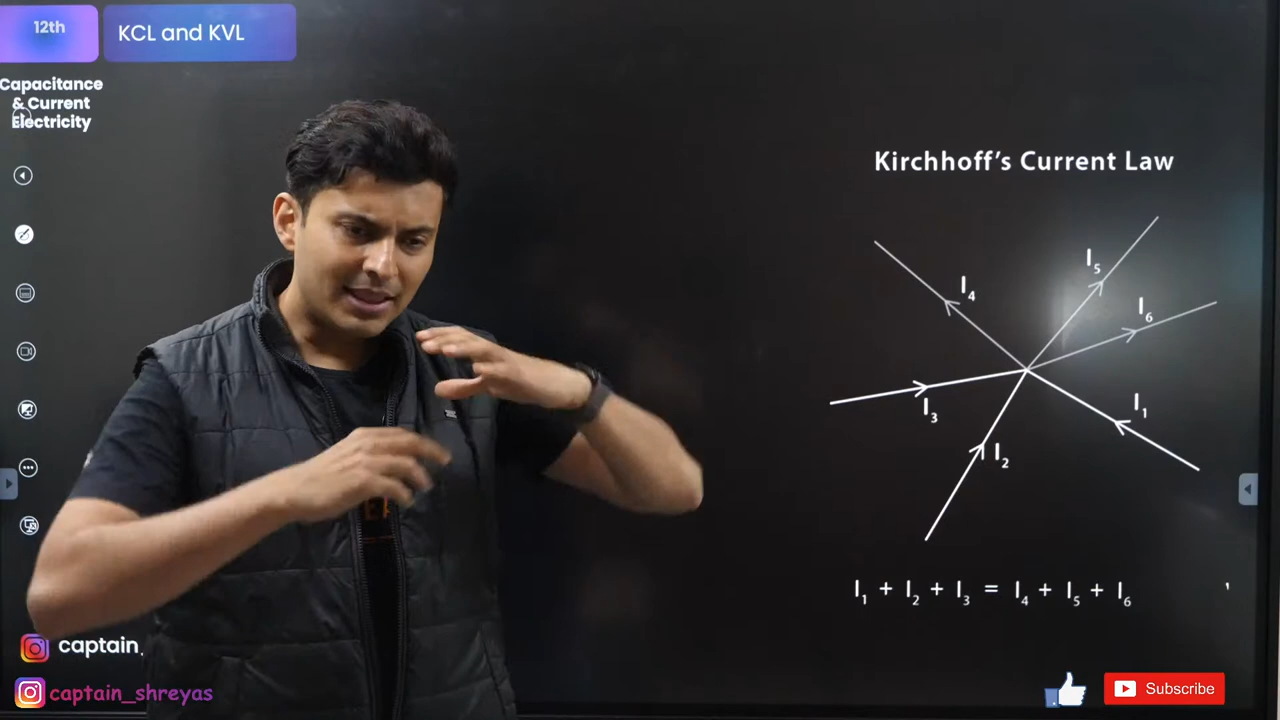 12th
KCL and KVL
Capacitance
& Current
Electricity
Kirchhoff's Current Law
I4
I5
I6
I3
I1
I2
I1 + I2 + I3 = I4 + I5 + I6
captain.
captain_shreyas
Subscribe